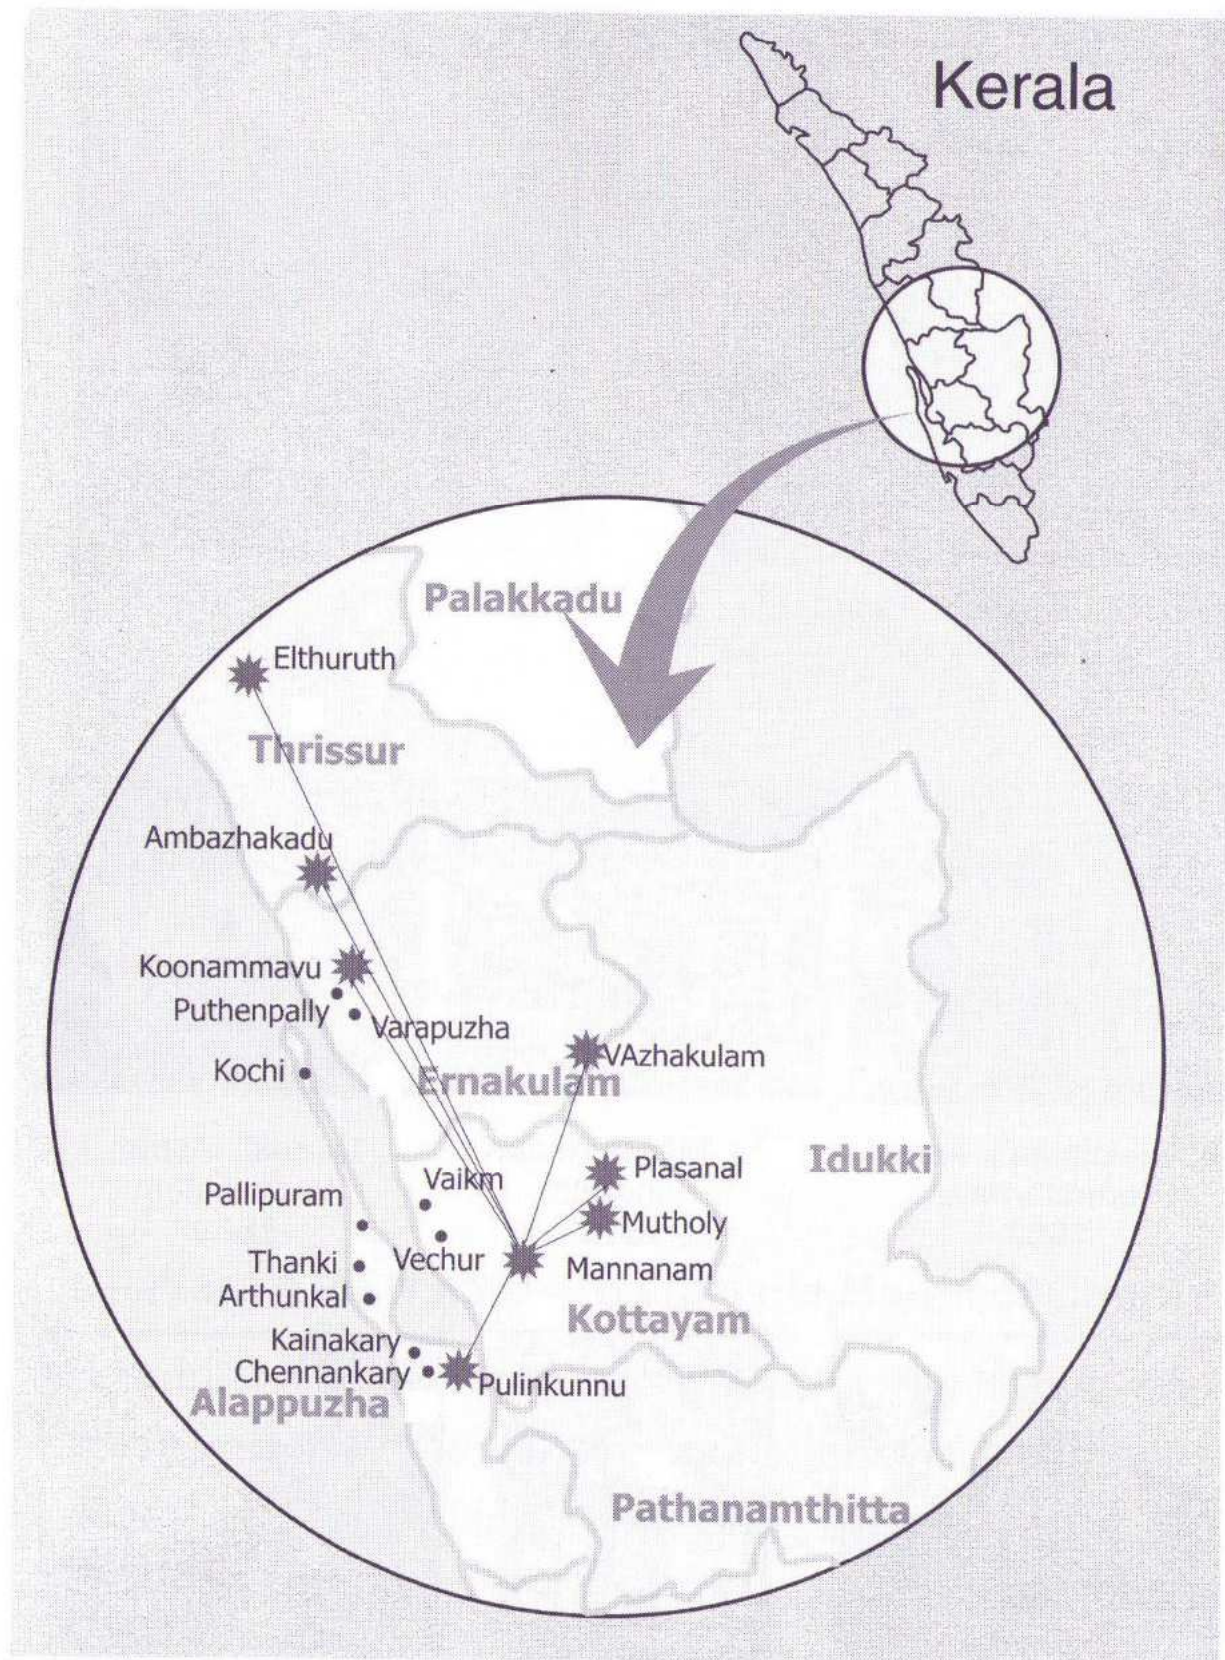 Kerala
Palakkadu
Elthuruth
Thrissur
Ambazhakadu
Koonammavu
Puthenpally
Varapuzha
VAzhakulam
Kochi
Ernakulam
Idukki
Plasanal
Vaikm
Pallipuram
Mutholy
Vechur
Thanki
Mannanam
Arthunkal
Kottayam
Kainakary
Chennankary
Pulinkunnu
Alappuzha
Pathanamthitta